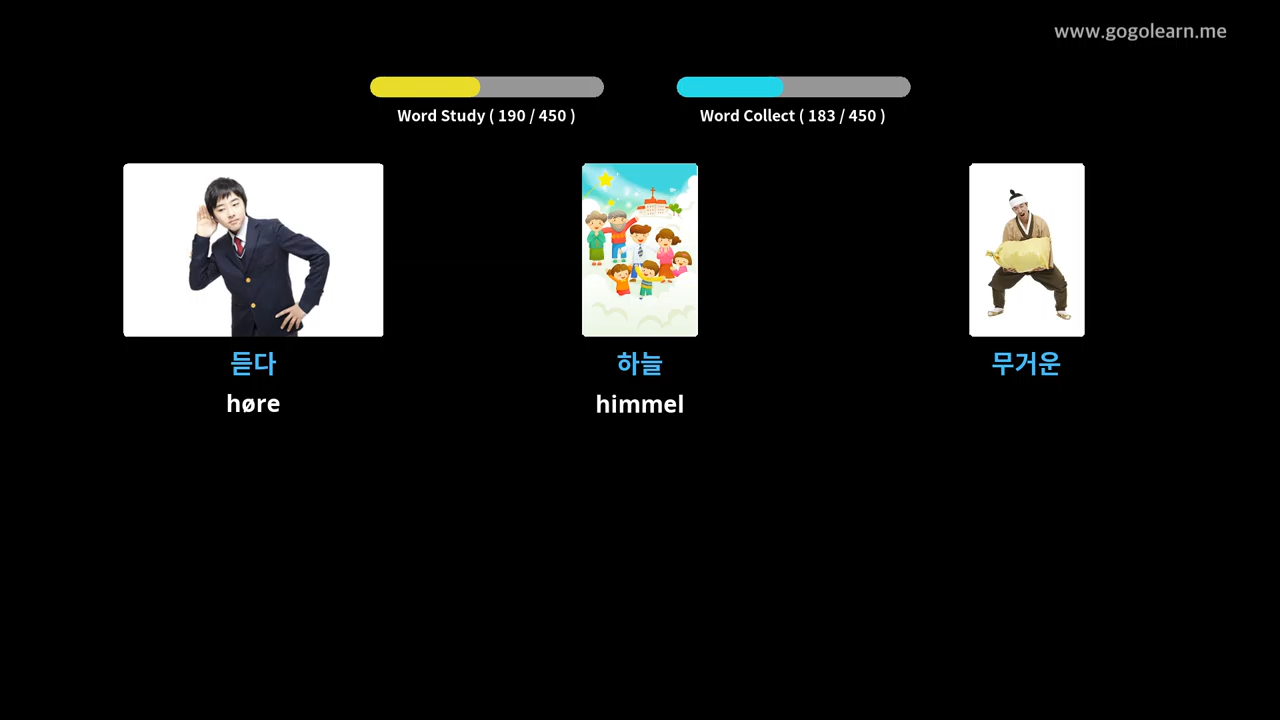 www.gogolearn.me
Word Study ( 190 / 450 )
Word Collect ( 183 / 450 )
듣다
høre
하늘
himmel
무거운